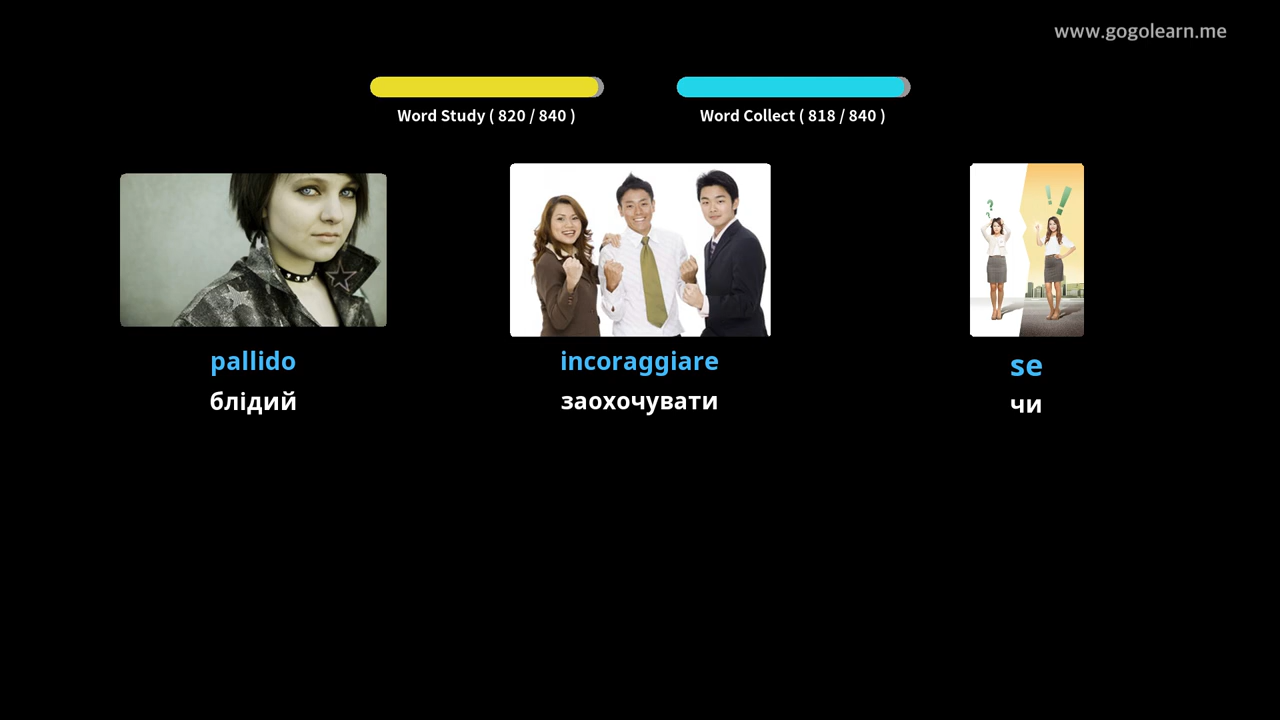 www.gogolearn.me
Word Study ( 820 / 840 )
Word Collect ( 818 / 840 )
pallido
incoraggiare
se
блідий
заохочувати
чи